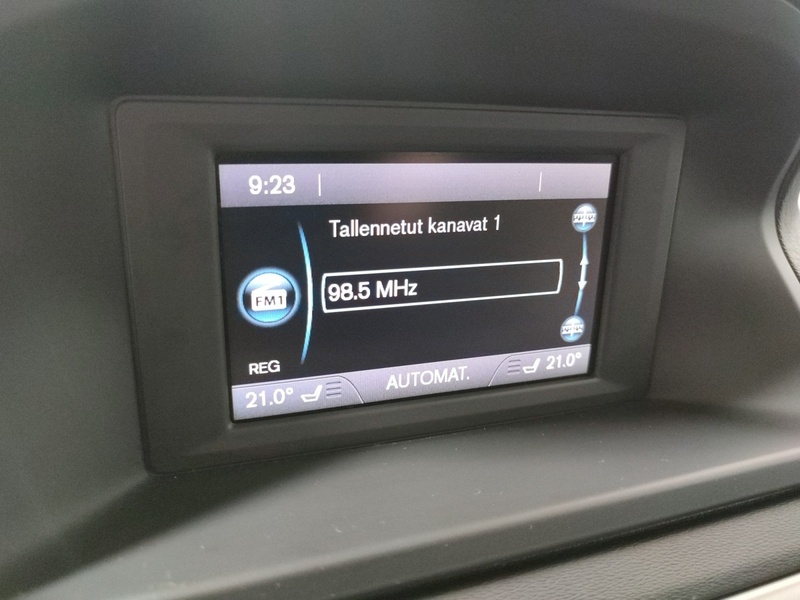 9:23
Tallennetut kanavat 1
FM1
98.5 MHz
REG
21.0° AUTOMAT. 21.0°